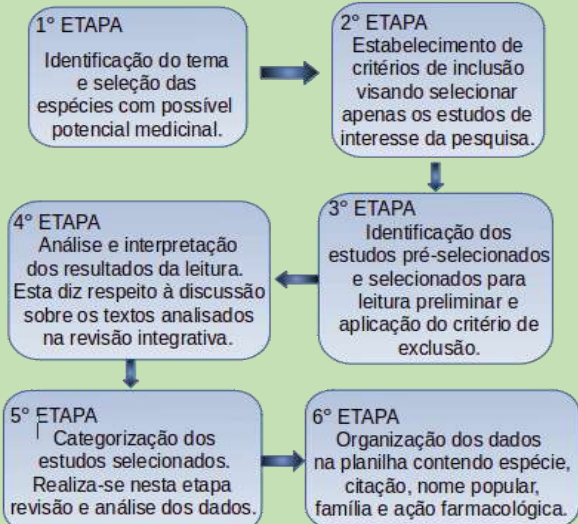 1° ETAPA
Identificação do tema
e seleção das
espécies com possível
potencial medicinal.
2° ETAPA
Estabelecimento de
critérios de inclusão
visando selecionar
apenas os estudos de
interesse da pesquisa.
3° ETAPA
Identificação dos
estudos pré-selecionados
e selecionados para
leitura preliminar e
aplicação do critério de
exclusão.
4° ETAPA
Análise e interpretação
dos resultados da leitura.
Esta diz respeito à discussão
sobre os textos analisados
na revisão integrativa.
5° ETAPA
Categorização dos
estudos selecionados.
Realiza-se nesta etapa
revisão e análise dos dados.
6° ETAPA
Organização dos dados
na planilha contendo espécie,
citação, nome popular,
família e ação farmacológica.